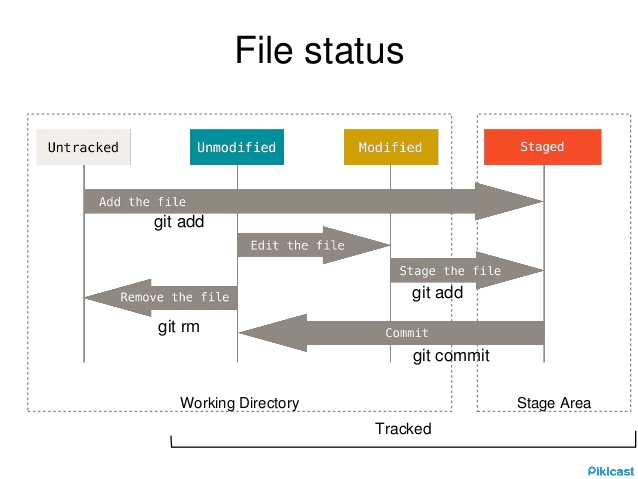 File status
Untracked
Unmodified
Modified
Staged
Add the file
git add
Edit the file
Stage the file
git add
Remove the file
git rm
Commit
git commit
Working Directory
Stage Area
Tracked
Pikicast